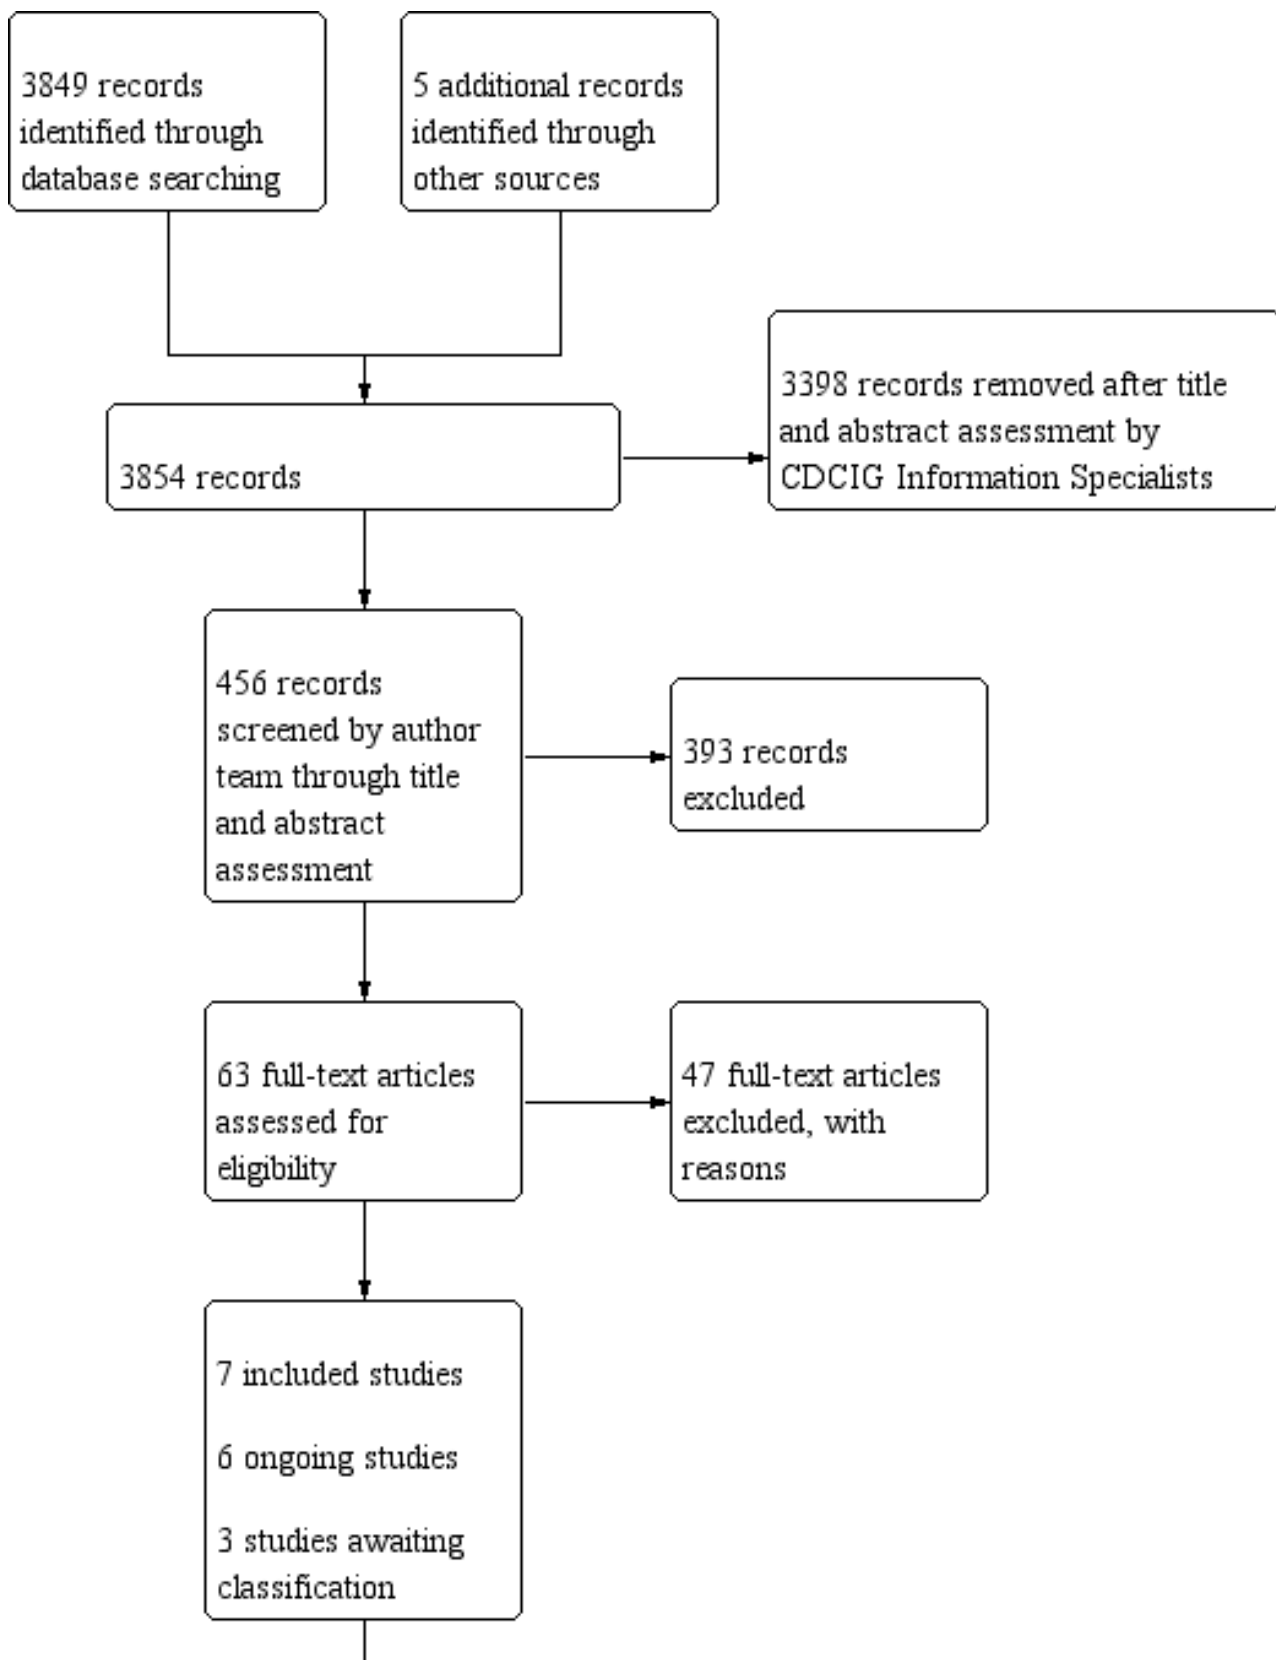 3849 records
identified through
database searching
5 additional records
identified through
other sources
3398 records removed after title
and abstract assessment by
CDCIG Information Specialists
3854 records
456 records
screened by author
team through title
and abstract
assessment
393 records
excluded
63 full-text articles
assessed for
eligibility
47 full-text articles
excluded, with
reasons
7 included studies
6 ongoing studies
3 studies awaiting
classification